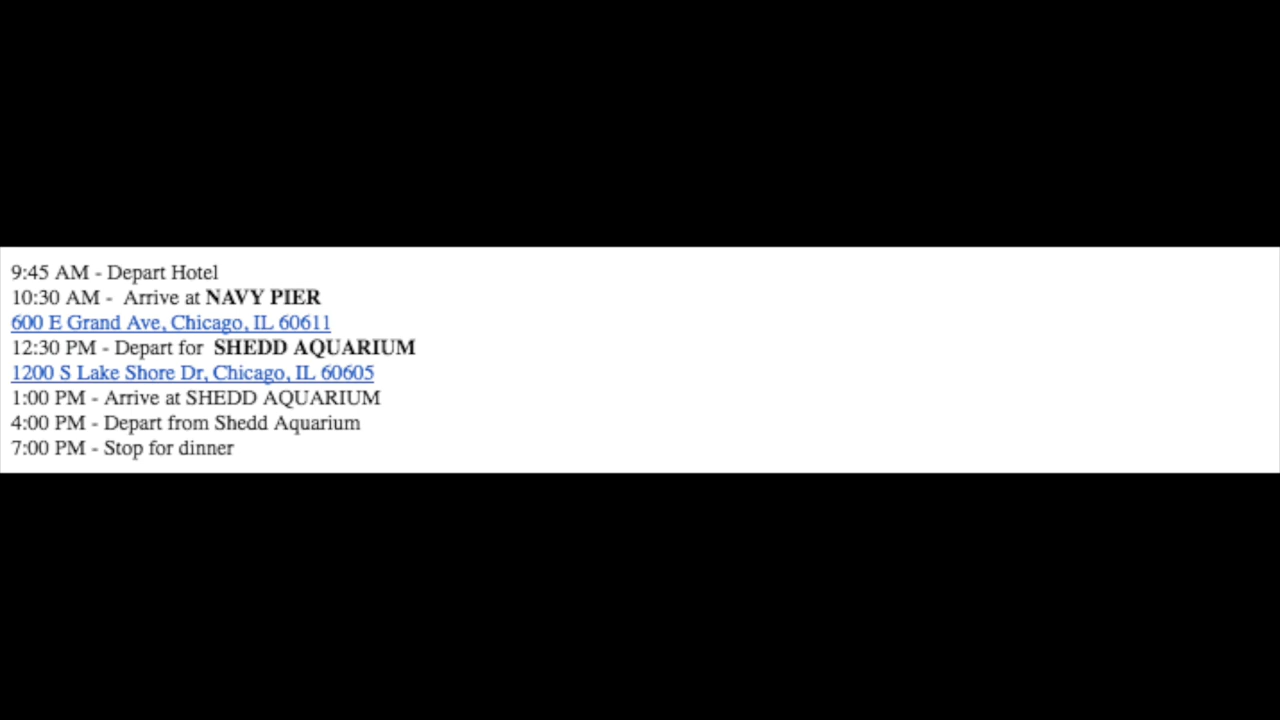 9:45 AM - Depart Hotel
10:30 AM -  Arrive at NAVY PIER
600 E Grand Ave, Chicago, IL 60611
12:30 PM - Depart for  SHEDD AQUARIUM
1200 S Lake Shore Dr, Chicago, IL 60605
1:00 PM - Arrive at SHEDD AQUARIUM
4:00 PM - Depart from Shedd Aquarium
7:00 PM - Stop for dinner